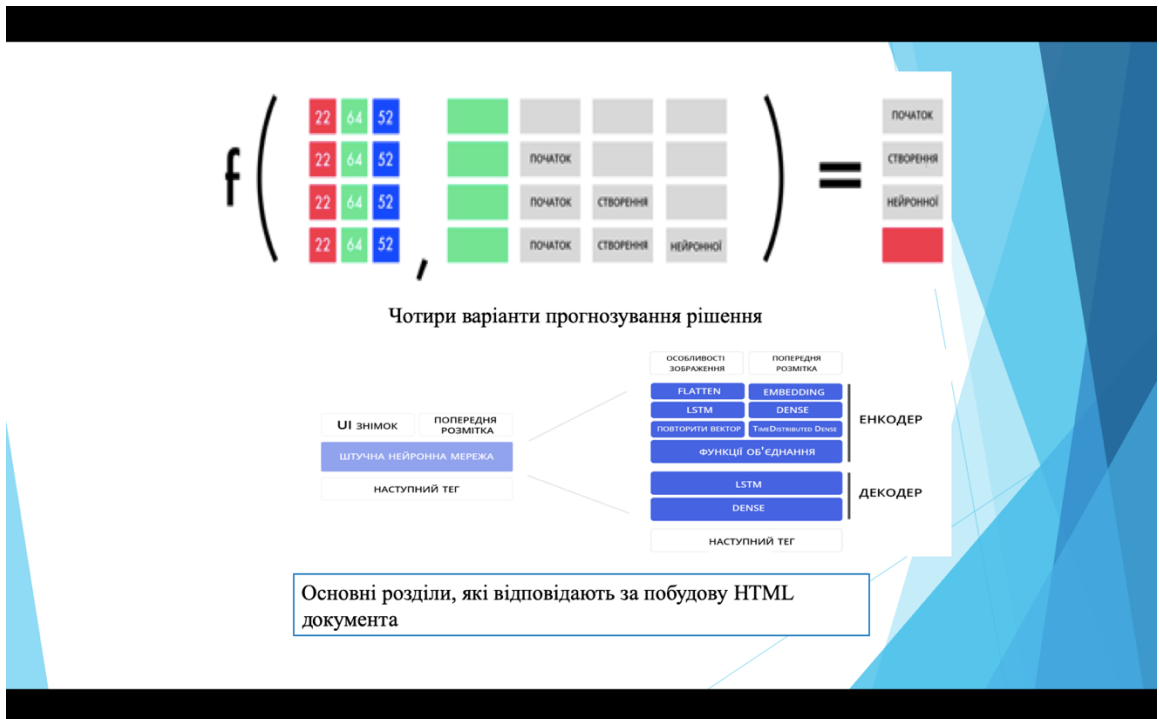 f ( 22 64 52 , ) = ПОЧАТОК
22 64 52 ПОЧАТОК СТВОРЕННЯ
22 64 52 ПОЧАТОК СТВОРЕННЯ НЕЙРОННОЇ
22 64 52 ПОЧАТОК СТВОРЕННЯ НЕЙРОННОЇ
Чотири варіанти прогнозування рішення
UI ЗНІМОК
ПОПЕРЕДНЯ
РОЗМІТКА
ШТУЧНА НЕЙРОННА МЕРЕЖА
НАСТУПНИЙ ТЕГ
ОСОБЛИВОСТІ
ЗОБРАЖЕННЯ
ПОПЕРЕДНЯ
РОЗМІТКА
FLATTEN EMBEDDING
LSTM DENSE
ПОВТОРИТИ ВЕКТОР TIMEDISTRIBUTED DENSE
ФУНКЦІЇ ОБ'ЄДНАННЯ
ЕНКОДЕР
LSTM
DENSE
ДЕКОДЕР
НАСТУПНИЙ ТЕГ
Основні розділи, які відповідають за побудову HTML
документа